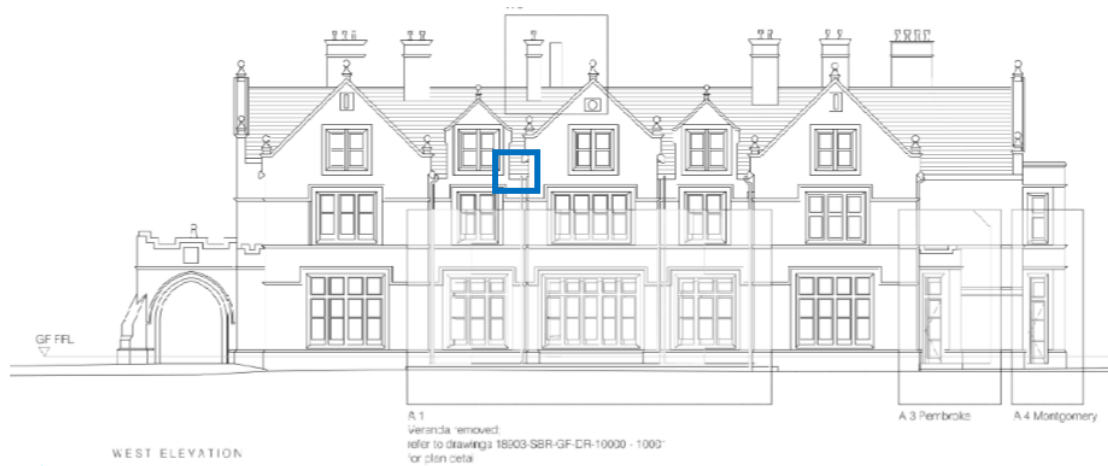 GF FFL
A 1
Veranda removed:
refer to drawings 18903-SBR-GF-DR-10000 - 1000
for plan detail
A 3 Pembroke
A 4 Montgomery
WEST ELEVATION